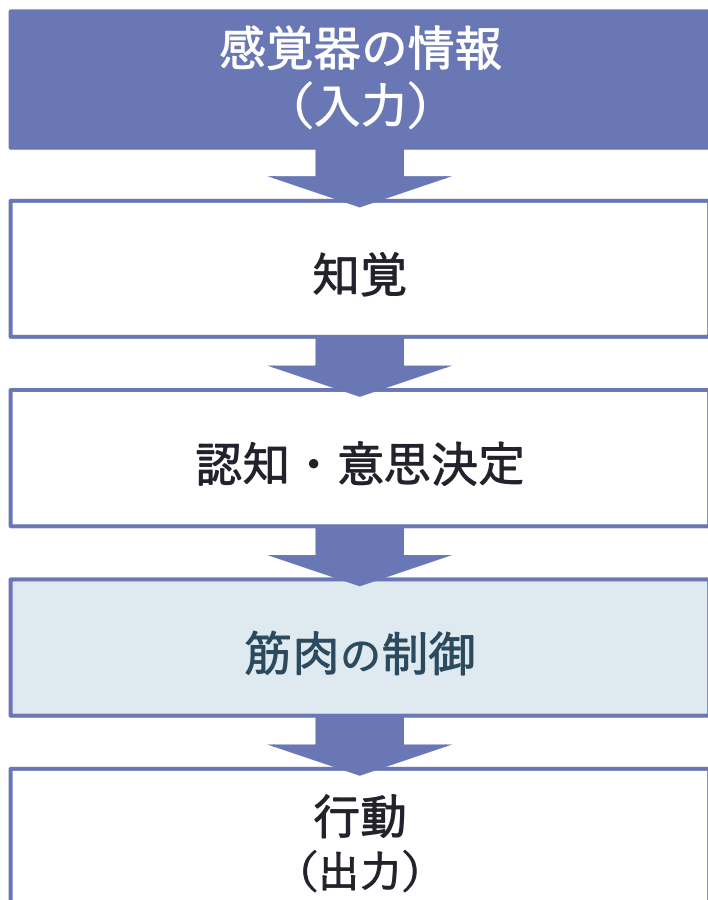 感覚器の情報
（入力）
知覚
認知・意思決定
筋肉の制御
行動
（出力）